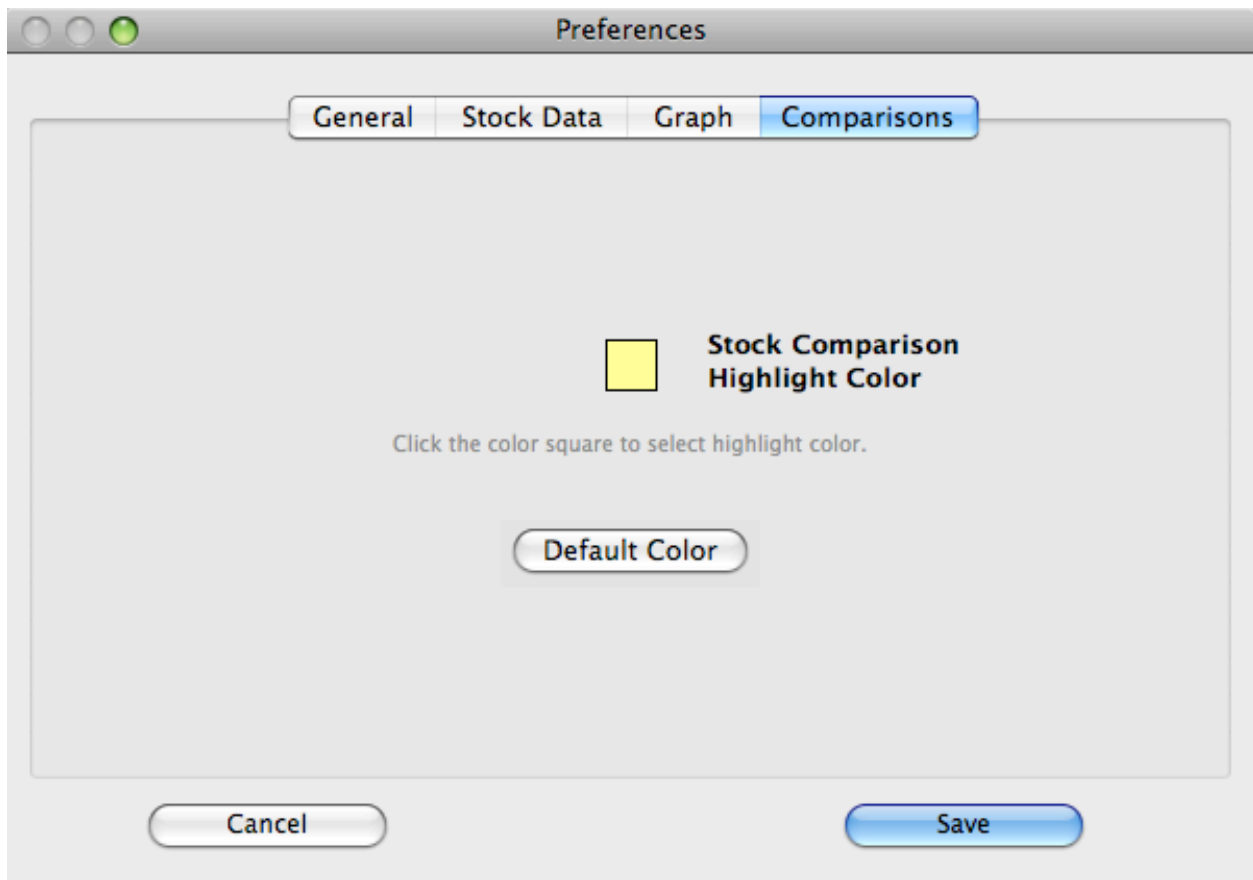 Preferences
General Stock Data Graph Comparisons
Stock Comparison
Highlight Color
Click the color square to select highlight color.
Default Color
Cancel Save